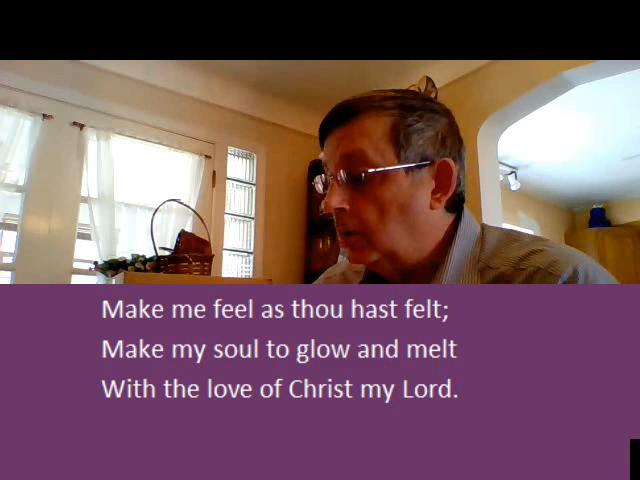 Make me feel as thou hast felt;
Make my soul to glow and melt
With the love of Christ my Lord.